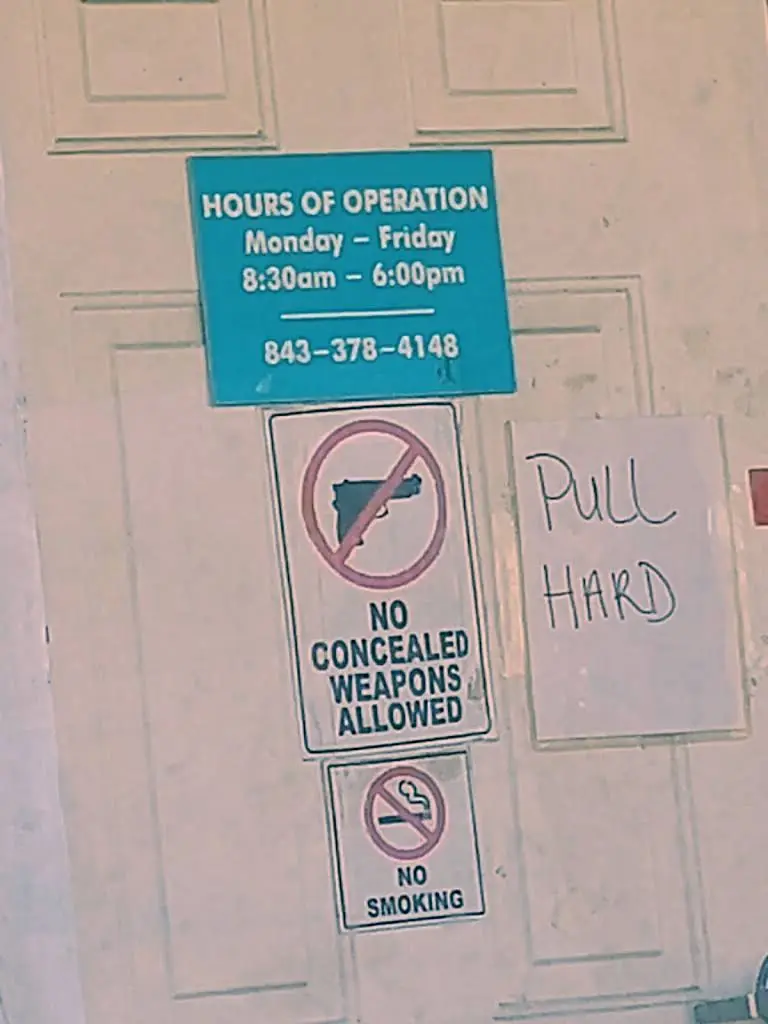 HOURS OF OPERATION
Monday – Friday
8:30am – 6:00pm
843-378-4148
NO
CONCEALED
WEAPONS
ALLOWED
PULL
HARD
NO
SMOKING